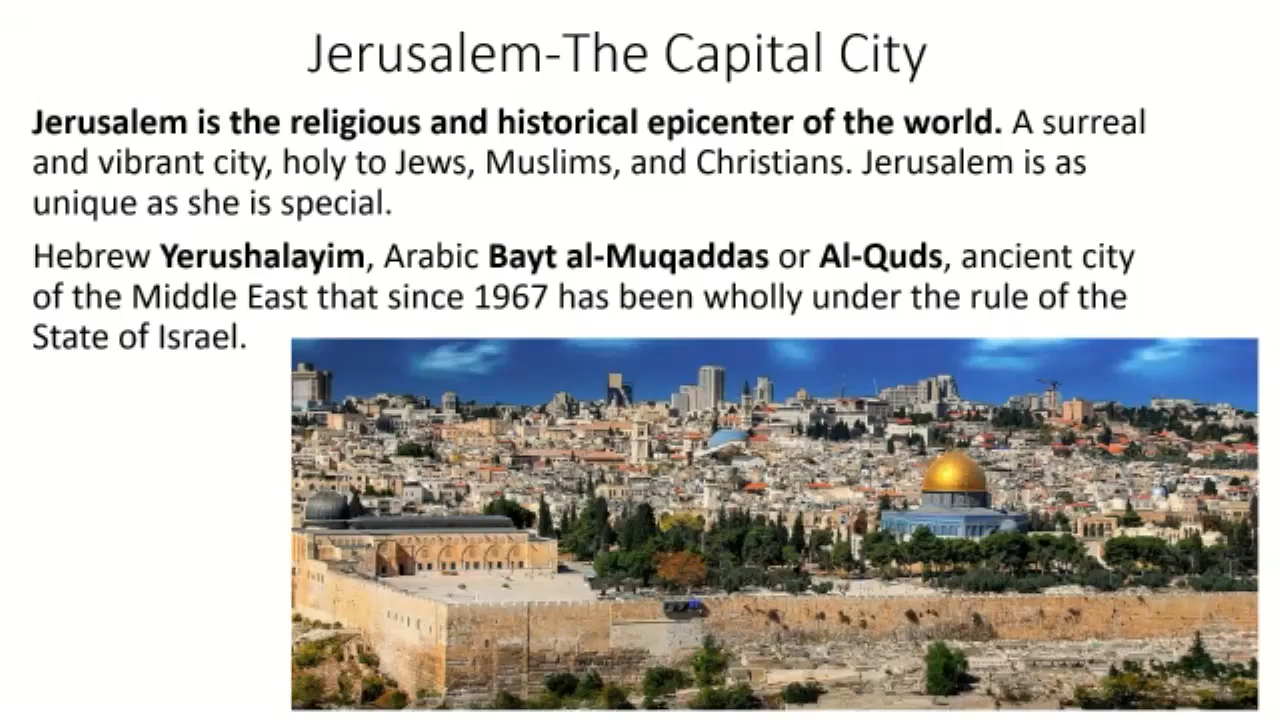 Jerusalem-The Capital City
Jerusalem is the religious and historical epicenter of the world. A surreal
and vibrant city, holy to Jews, Muslims, and Christians. Jerusalem is as
unique as she is special.
Hebrew Yerushalayim, Arabic Bayt al-Muqaddas or Al-Quds, ancient city
of the Middle East that since 1967 has been wholly under the rule of the
State of Israel.